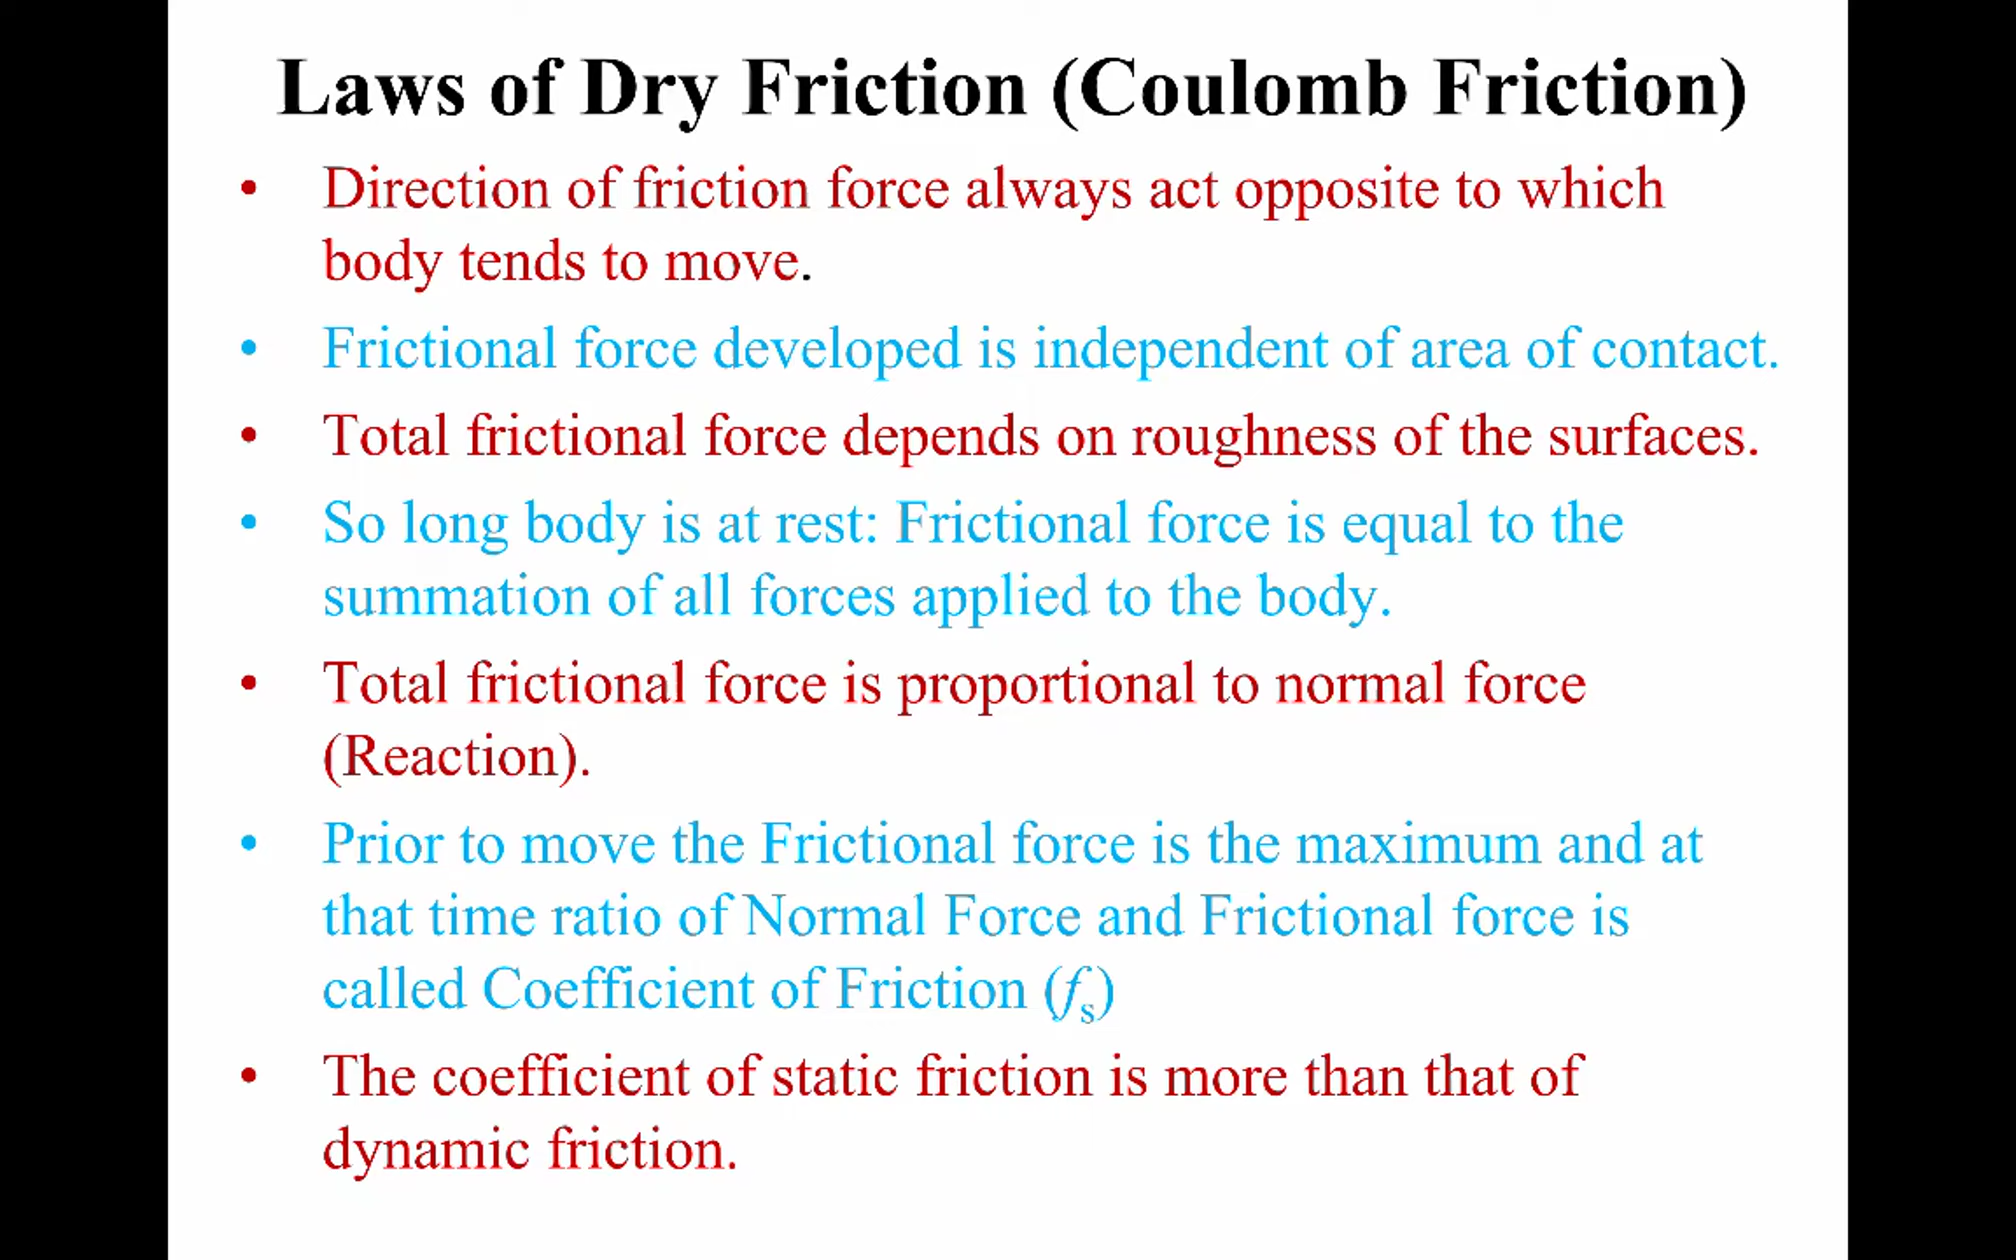 Laws of Dry Friction (Coulomb Friction)
• Direction of friction force always act opposite to which
body tends to move.
• Frictional force developed is independent of area of contact.
• Total frictional force depends on roughness of the surfaces.
• So long body is at rest: Frictional force is equal to the
summation of all forces applied to the body.
• Total frictional force is proportional to normal force
(Reaction).
• Prior to move the Frictional force is the maximum and at
that time ratio of Normal Force and Frictional force is
called Coefficient of Friction (fs)
• The coefficient of static friction is more than that of
dynamic friction.